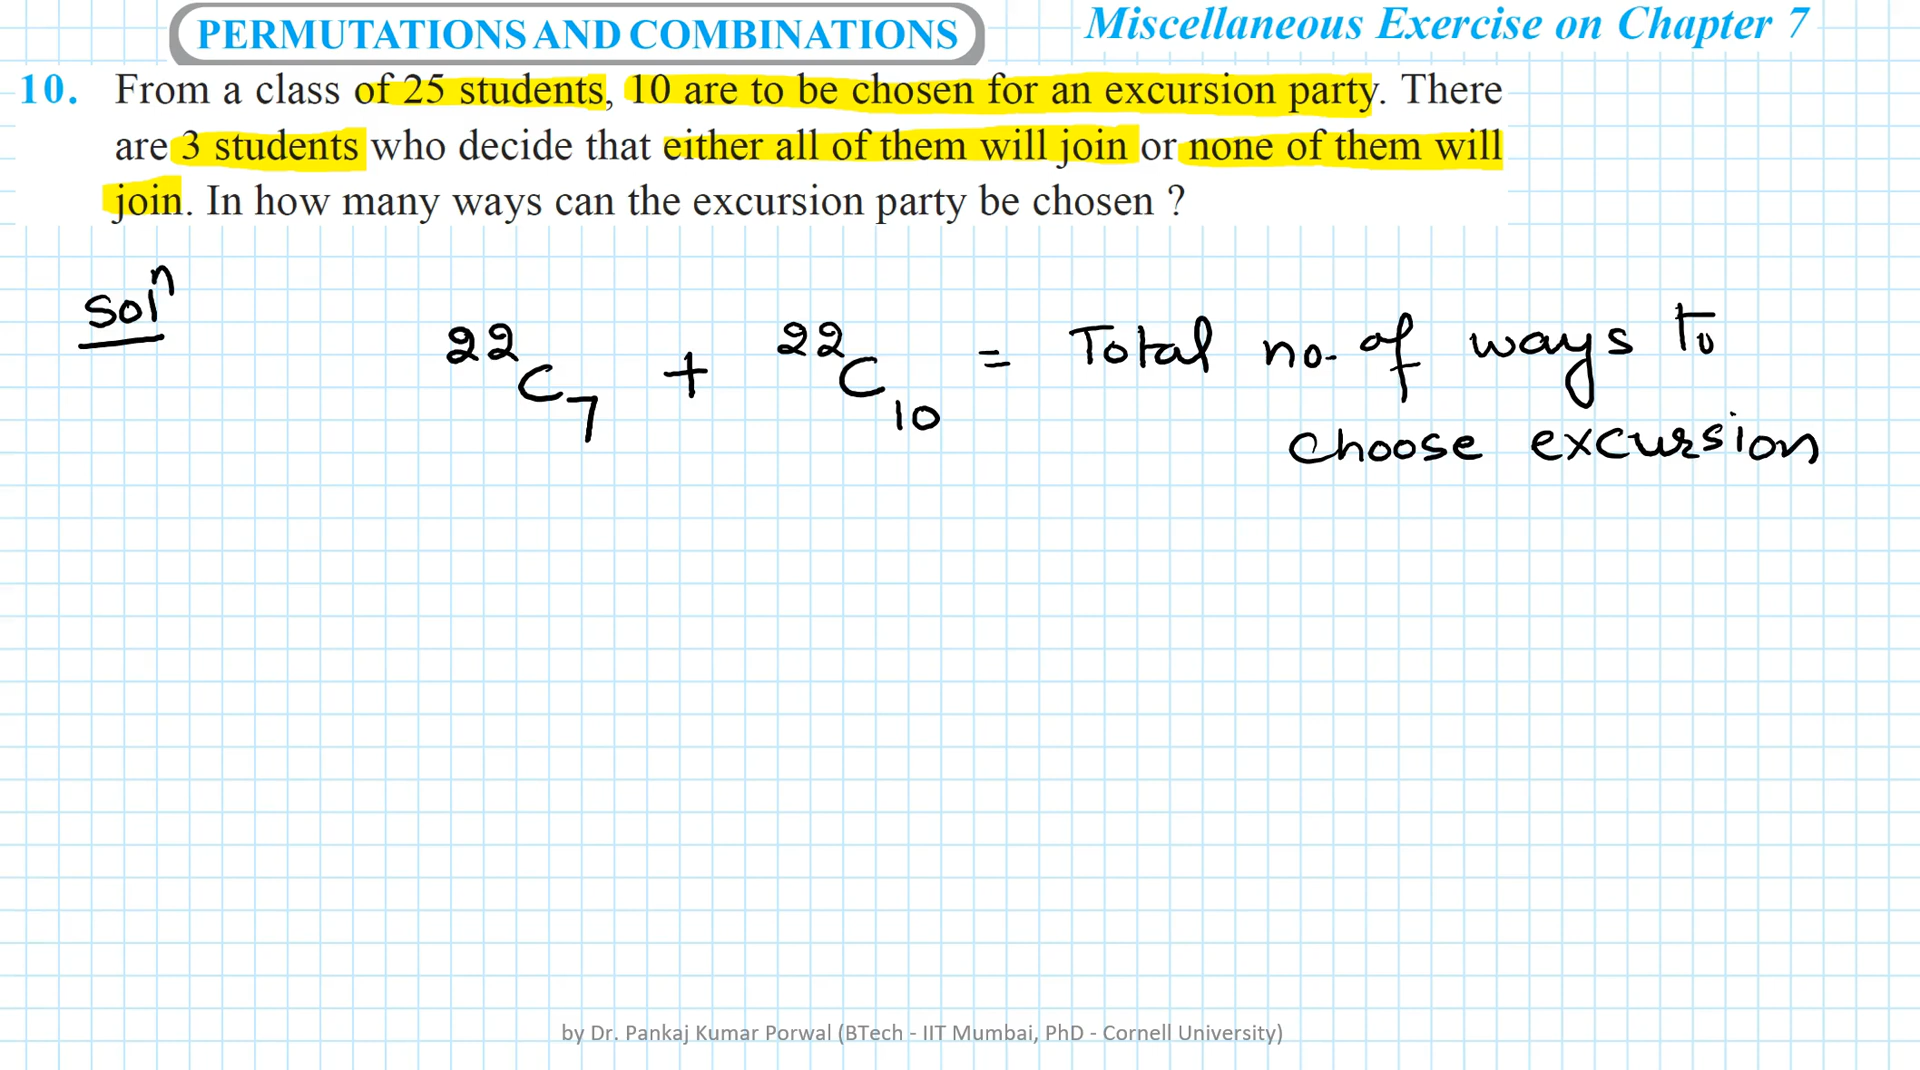 PERMUTATIONS AND COMBINATIONS
Miscellaneous Exercise on Chapter 7
10. From a class of 25 students, 10 are to be chosen for an excursion party. There
are 3 students who decide that either all of them will join or none of them will
join. In how many ways can the excursion party be chosen ?
Solⁿ
²²C₇ + ²²C₁₀ = Total no. of ways to
choose excursion
by Dr. Pankaj Kumar Porwal (BTech - IIT Mumbai, PhD - Cornell University)